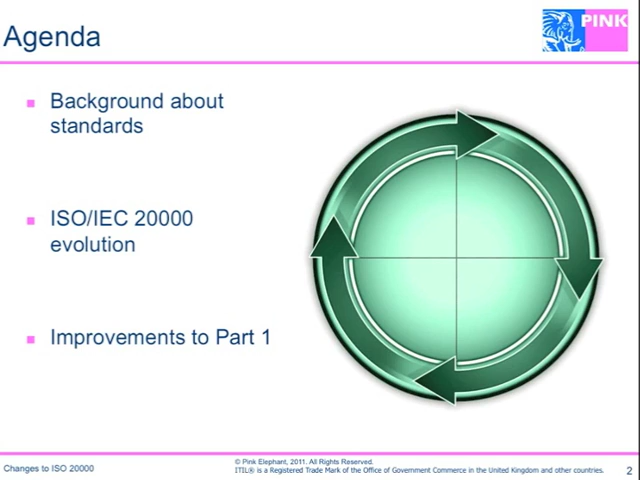 Agenda
PINK
Background about
standards
ISO/IEC 20000
evolution
Improvements to Part 1
Changes to ISO 20000
© Pink Elephant, 2011. All Rights Reserved.
ITIL® is a Registered Trade Mark of the Office of Government Commerce in the United Kingdom and other countries.
2